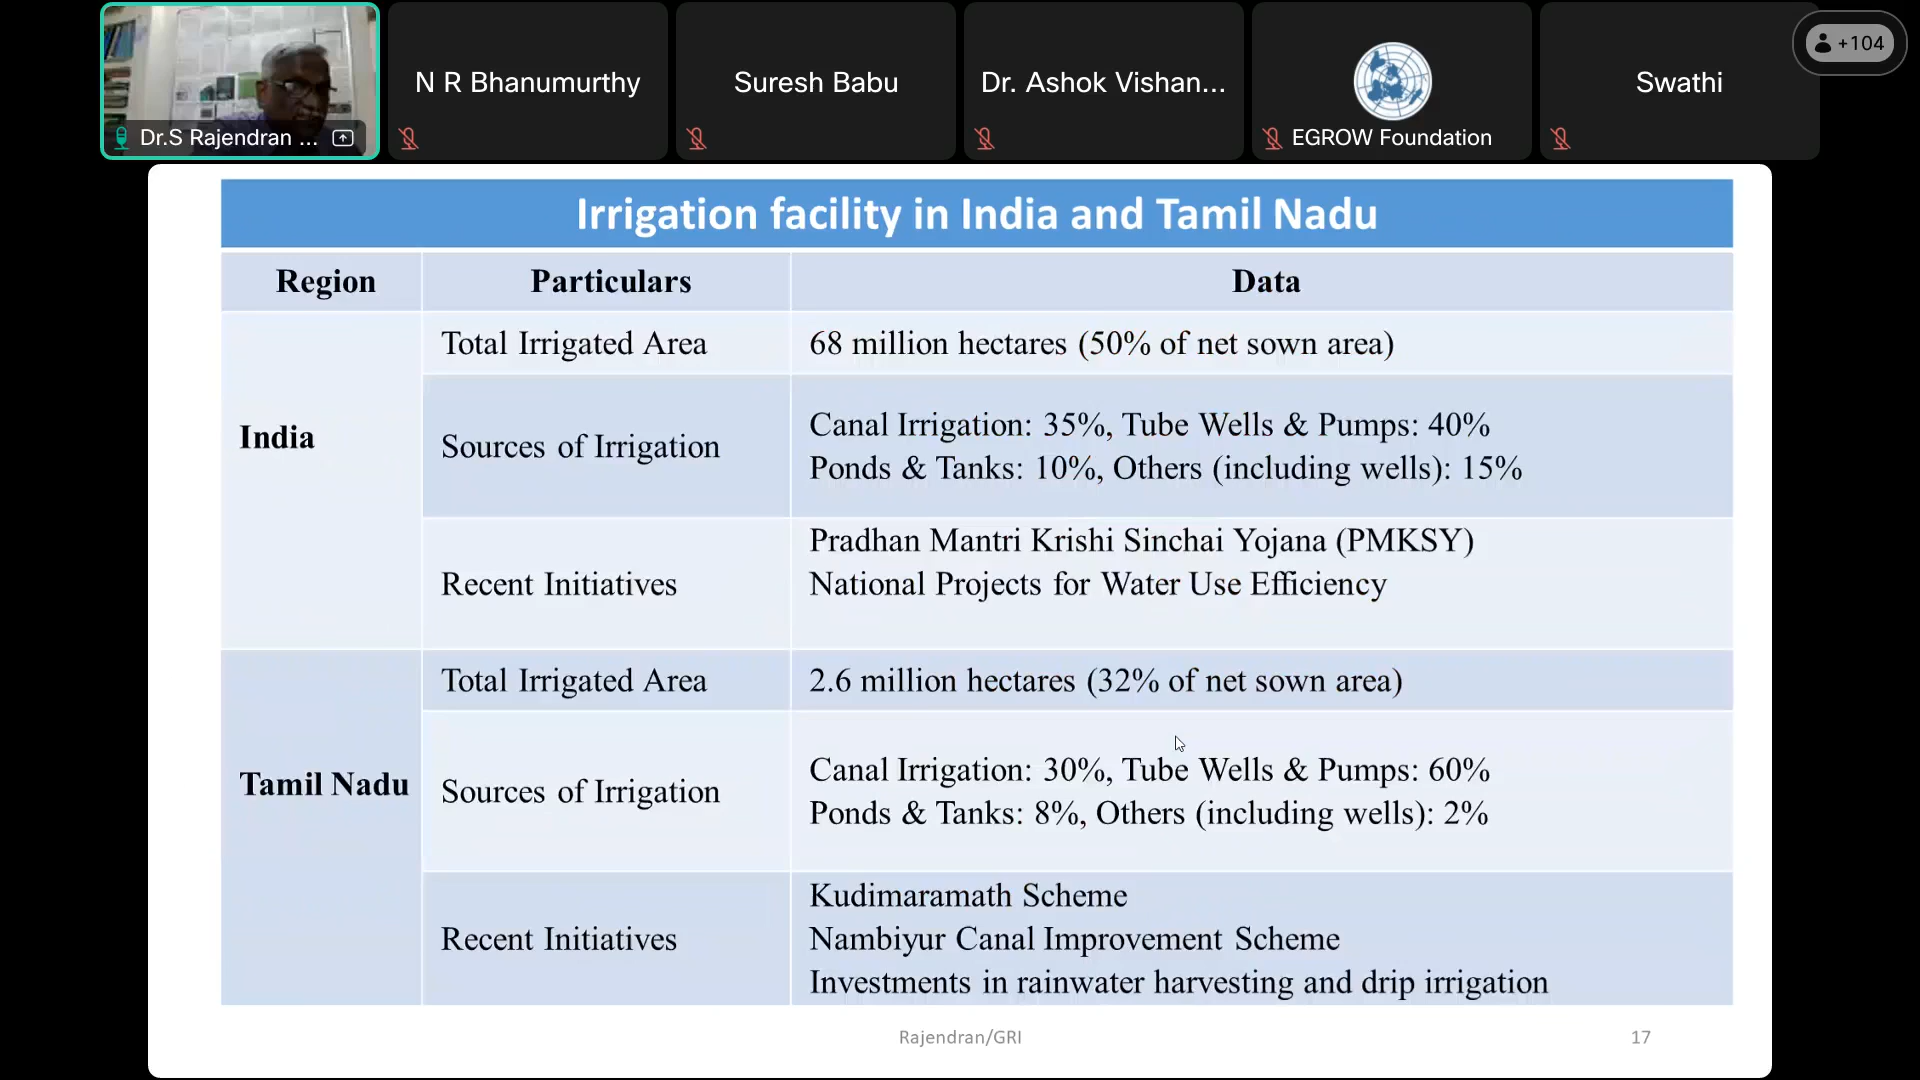 Dr.S Rajendran ...
N R Bhanumurthy
Suresh Babu
Dr. Ashok Vishan...
EGROW Foundation
Swathi
+104
Irrigation facility in India and Tamil Nadu
Region Particulars Data
India
Total Irrigated Area
68 million hectares (50% of net sown area)
Sources of Irrigation
Canal Irrigation: 35%, Tube Wells & Pumps: 40%
Ponds & Tanks: 10%, Others (including wells): 15%
Recent Initiatives
Pradhan Mantri Krishi Sinchai Yojana (PMKSY)
National Projects for Water Use Efficiency
Tamil Nadu
Total Irrigated Area
2.6 million hectares (32% of net sown area)
Sources of Irrigation
Canal Irrigation: 30%, Tube Wells & Pumps: 60%
Ponds & Tanks: 8%, Others (including wells): 2%
Recent Initiatives
Kudimaramath Scheme
Nambiyur Canal Improvement Scheme
Investments in rainwater harvesting and drip irrigation
Rajendran/GRI
17